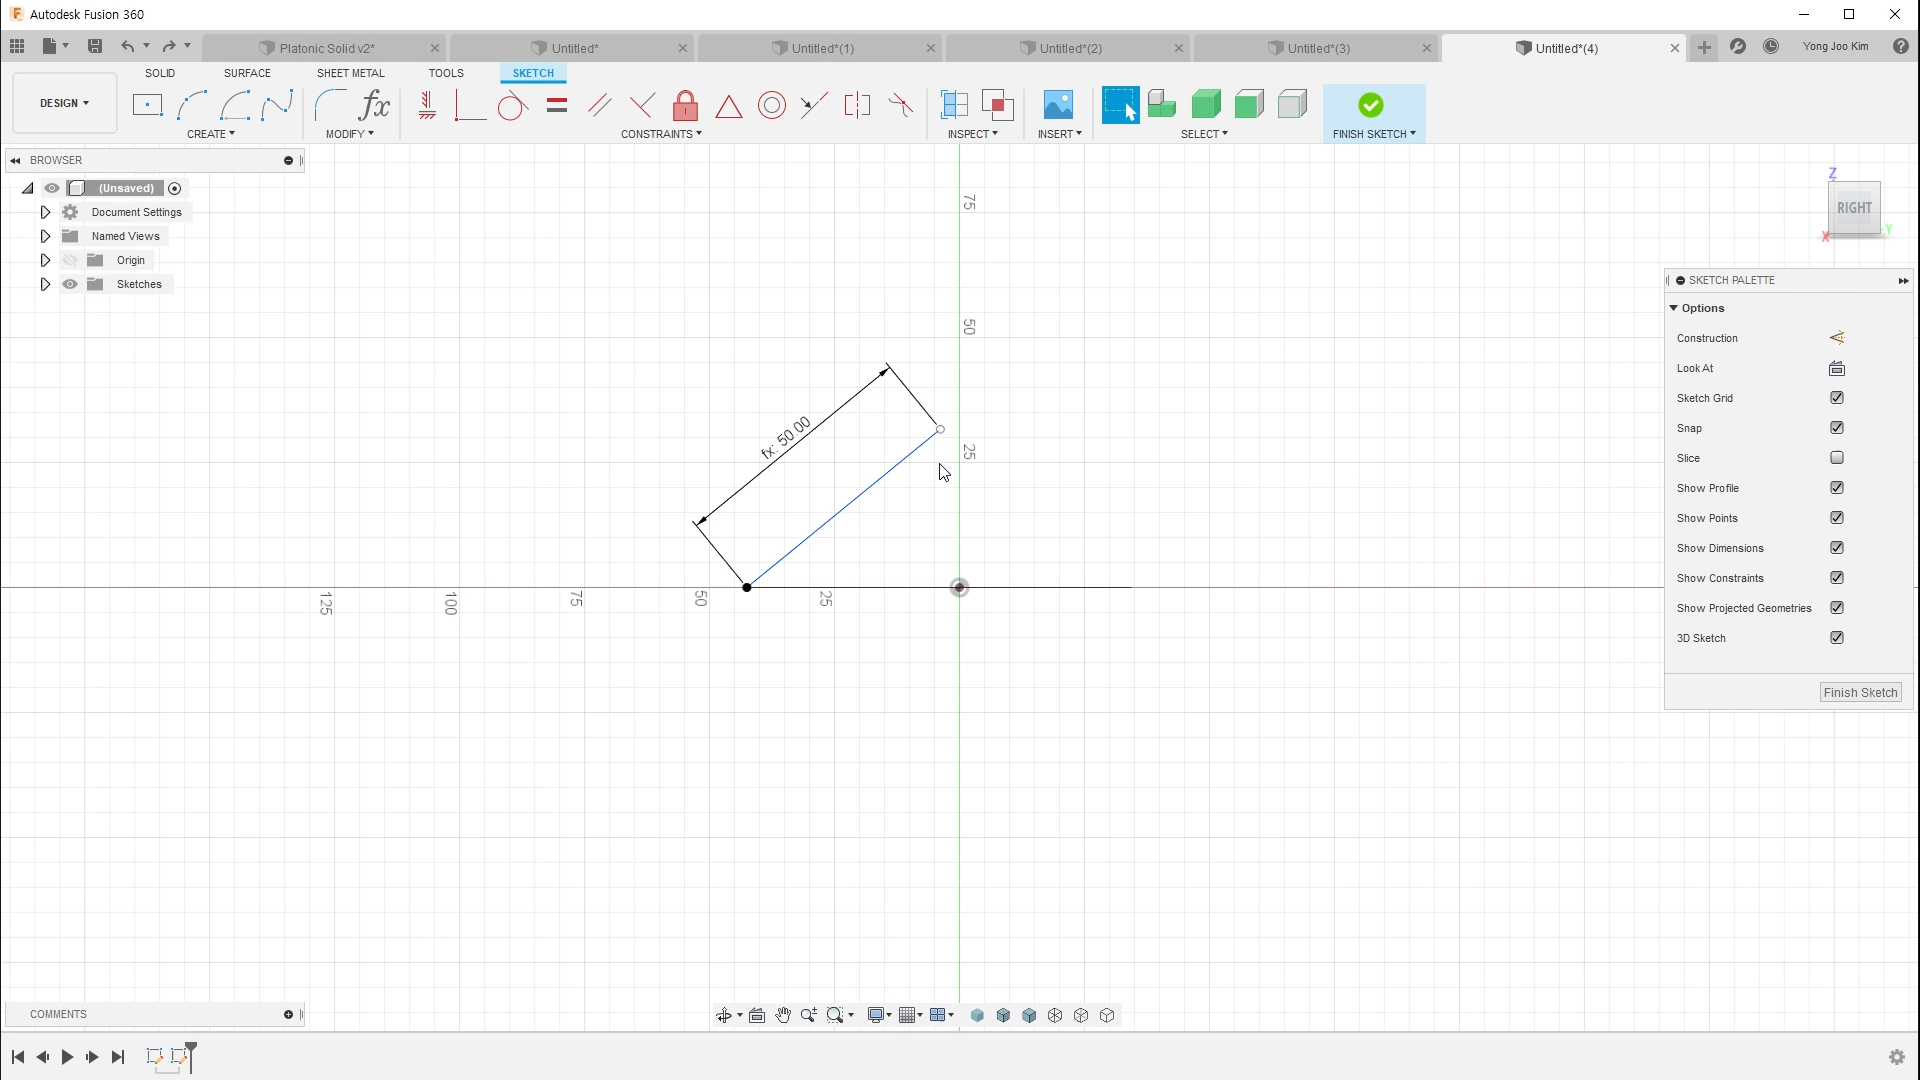 Autodesk Fusion 360
Platonic Solid v2*
Untitled*
Untitled*(1)
Untitled*(2)
Untitled*(3)
Untitled*(4)
Yong Joo Kim
SOLID
SURFACE
SHEET METAL
TOOLS
SKETCH
DESIGN
fx
CREATE
MODIFY
CONSTRAINTS
INSPECT
INSERT
SELECT
FINISH SKETCH
BROWSER
(Unsaved)
Document Settings
Named Views
Origin
Sketches
75
50
25
fx: 50.00
125
100
75
50
25
Z
RIGHT
X
Y
SKETCH PALETTE
Options
Construction
Look At
Sketch Grid
Snap
Slice
Show Profile
Show Points
Show Dimensions
Show Constraints
Show Projected Geometries
3D Sketch
Finish Sketch
COMMENTS